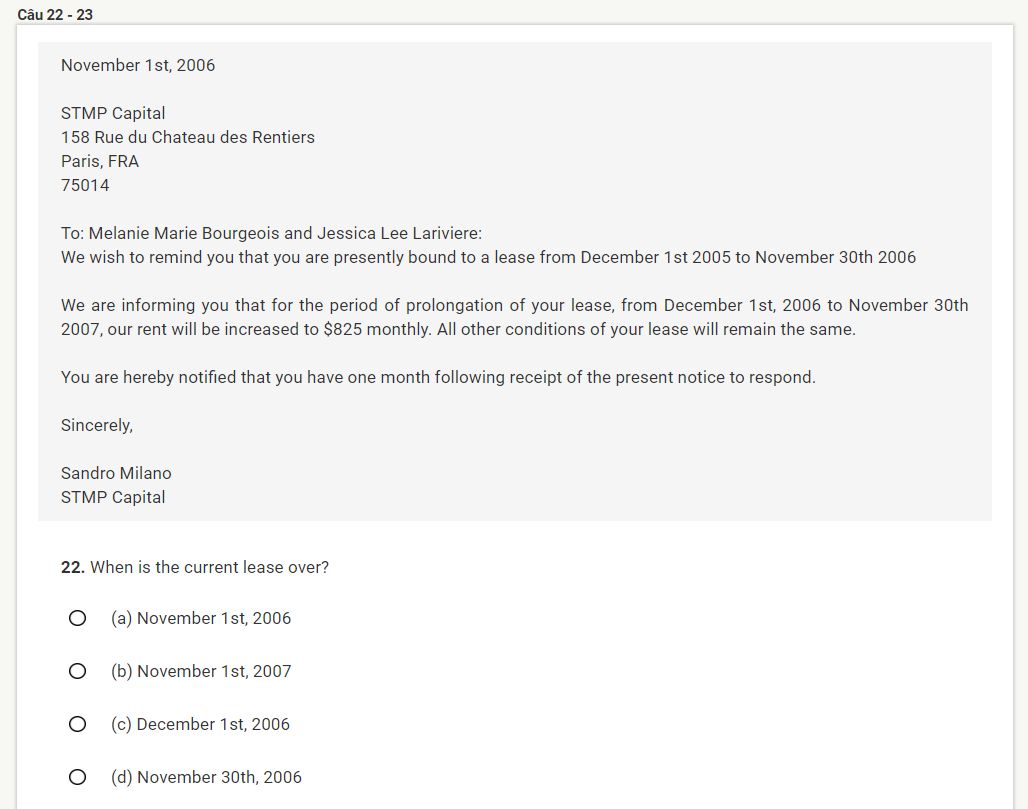 Câu 22 - 23
November 1st, 2006
STMP Capital
158 Rue du Chateau des Rentiers
Paris, FRA
75014
To: Melanie Marie Bourgeois and Jessica Lee Lariviere:
We wish to remind you that you are presently bound to a lease from December 1st 2005 to November 30th 2006
We are informing you that for the period of prolongation of your lease, from December 1st, 2006 to November 30th
2007, our rent will be increased to $825 monthly. All other conditions of your lease will remain the same.
You are hereby notified that you have one month following receipt of the present notice to respond.
Sincerely,
Sandro Milano
STMP Capital
22. When is the current lease over?
(a) November 1st, 2006
(b) November 1st, 2007
(c) December 1st, 2006
(d) November 30th, 2006